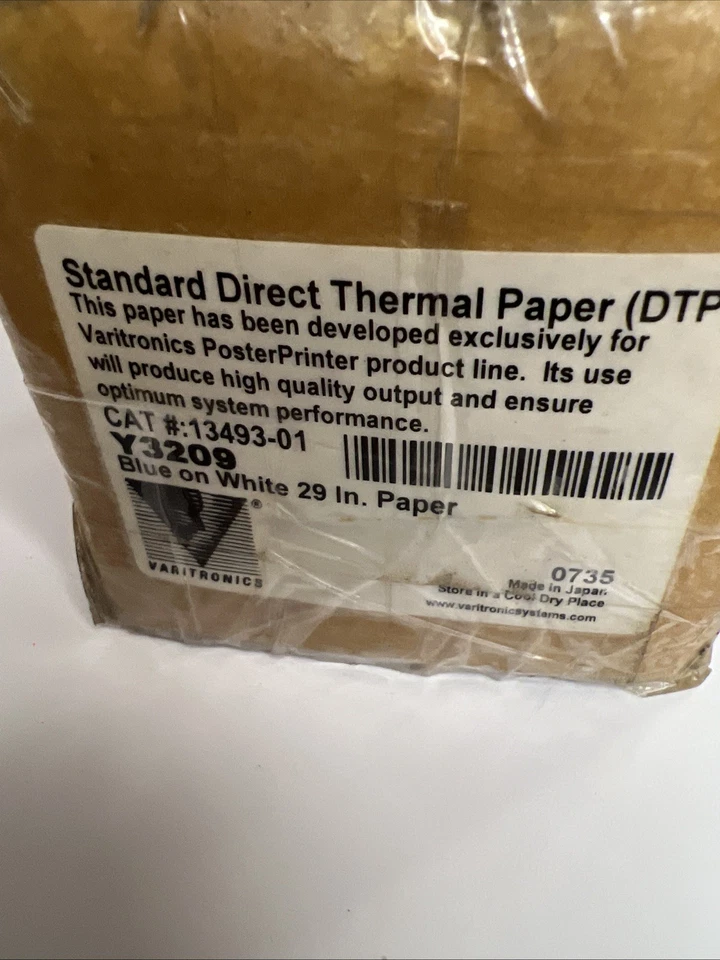 Standard Direct Thermal Paper (DTP
This paper has been developed exclusively for
Varitronics PosterPrinter product line. Its use
will produce high quality output and ensure
optimum system performance.
CAT #:13493-01
Y3209
Blue on White 29 In. Paper
®
VARITRONICS
0735
Made in Japan
Store in a Cool Dry Place
www.varitronicsystems.com